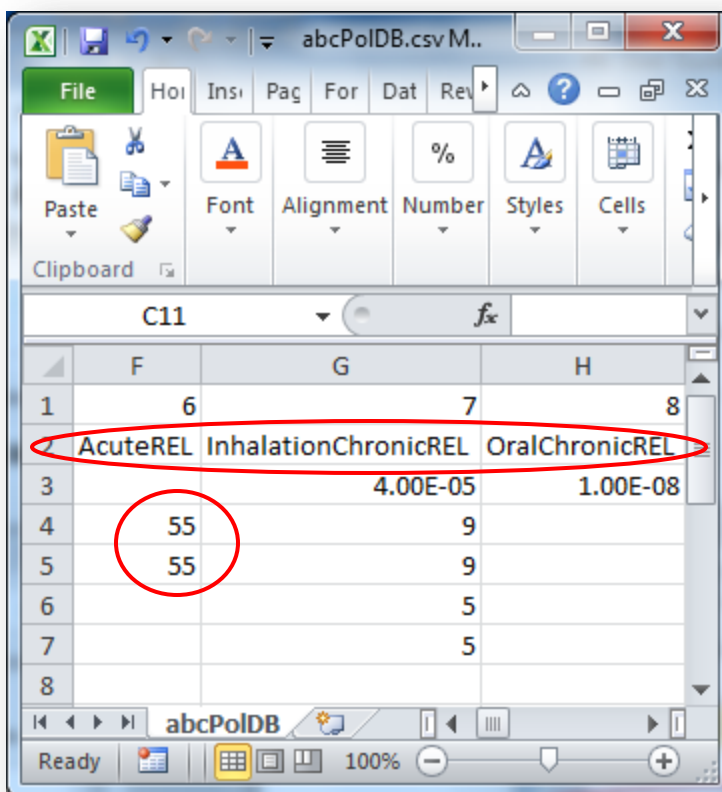 abcPolDB.csv M..
File Hoi Insi Pag For Dat Rev
%
Paste Font Alignment Number Styles Cells
Clipboard
C11 fx
F G H
1 6 7 8
2 AcuteREL InhalationChronicREL OralChronicREL
3 4.00E-05 1.00E-08
4 55 9
5 55 9
6 5
7 5
8
abcPolDB
Ready 100%